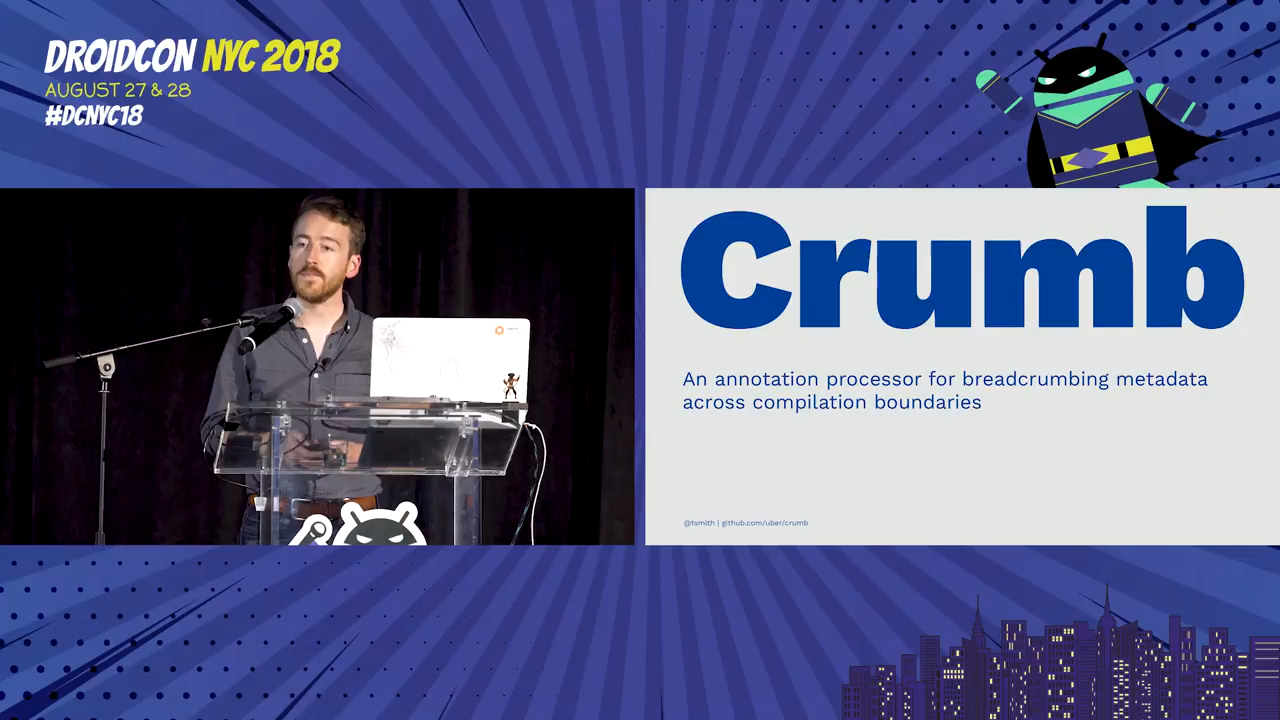 DROIDCON NYC 2018
AUGUST 27 & 28
#DCNYC18
Crumb
An annotation processor for breadcrumbing metadata
across compilation boundaries
@tsmith | github.com/uber/crumb